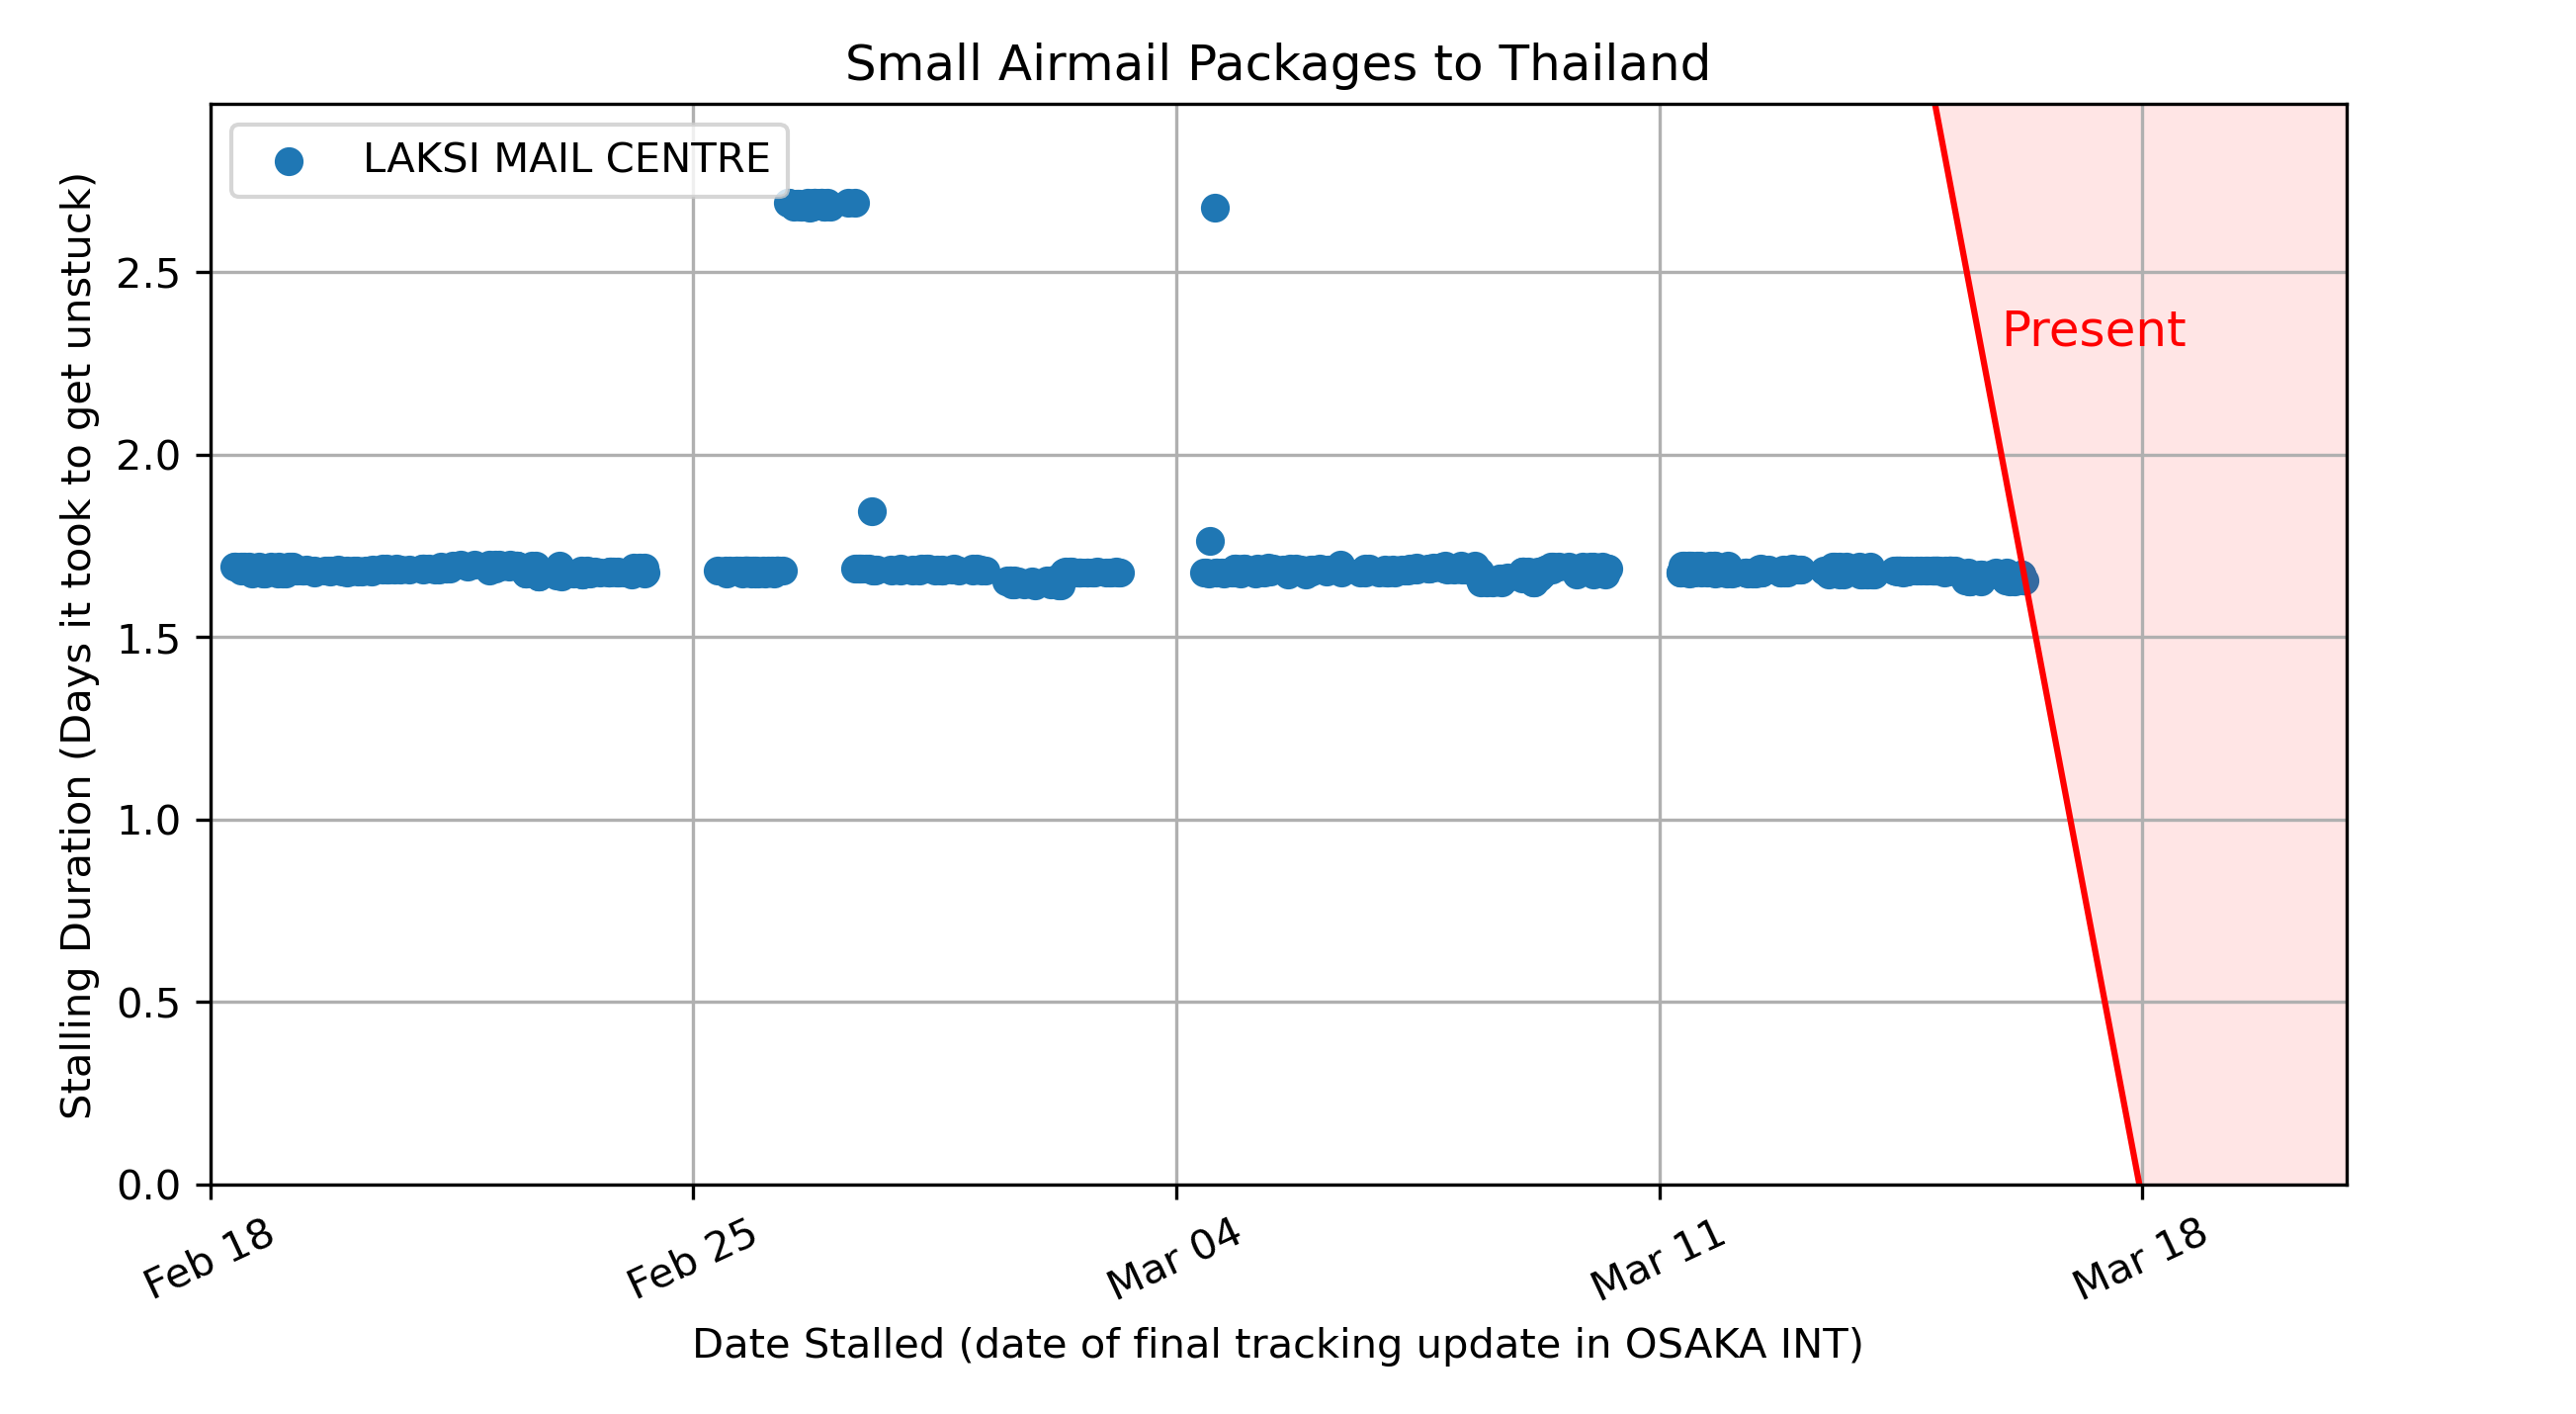 Small Airmail Packages to Thailand
LAKSI MAIL CENTRE
Present
Stalling Duration (Days it took to get unstuck)
2.5
2.0
1.5
1.0
0.5
0.0
Feb 18
Feb 25
Mar 04
Mar 11
Mar 18
Date Stalled (date of final tracking update in OSAKA INT)